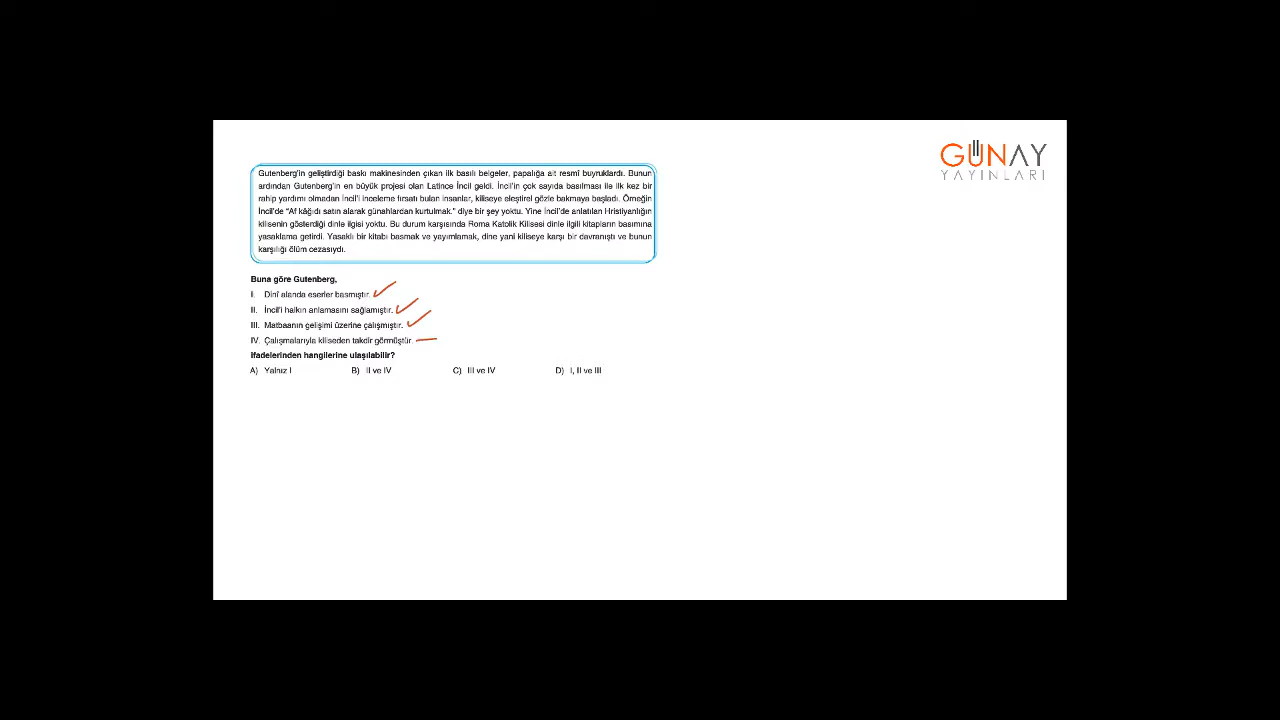 GÜNAY
YAYINLARI
Gutenberg'in geliştirdiği baskı makinesinden çıkan ilk basılı belgeler, papalığa ait resmî buyruklardı. Bunun
ardından Gutenberg'in en büyük projesi olan Latince İncil geldi. İncil'in çok sayıda basılması ile ilk kez bir
rahip yardımı olmadan İncil'i inceleme fırsatı bulan insanlar, kiliseye eleştirel gözle bakmaya başladı. Örneğin
İncil'de "Af kâğıdı satın alarak günahlardan kurtulmak." diye bir şey yoktu. Yine İncil'de anlatılan Hristiyanlığın
kilisenin gösterdiği dinle ilgisi yoktu. Bu durum karşısında Roma Katolik Kilisesi dinle ilgili kitapların basımına
yasaklama getirdi. Yasaklı bir kitabı basmak ve yayımlamak, dine yani kiliseye karşı bir davranıştı ve bunun
karşılığı ölüm cezasıydı.
Buna göre Gutenberg,
I. Dinî alanda eserler basmıştır.
II. İncil'i halkın anlamasını sağlamıştır.
III. Matbaanın gelişimi üzerine çalışmıştır.
IV. Çalışmalarıyla kiliseden takdir görmüştür.
ifadelerinden hangilerine ulaşılabilir?
A) Yalnız I B) II ve IV C) III ve IV D) I, II ve III